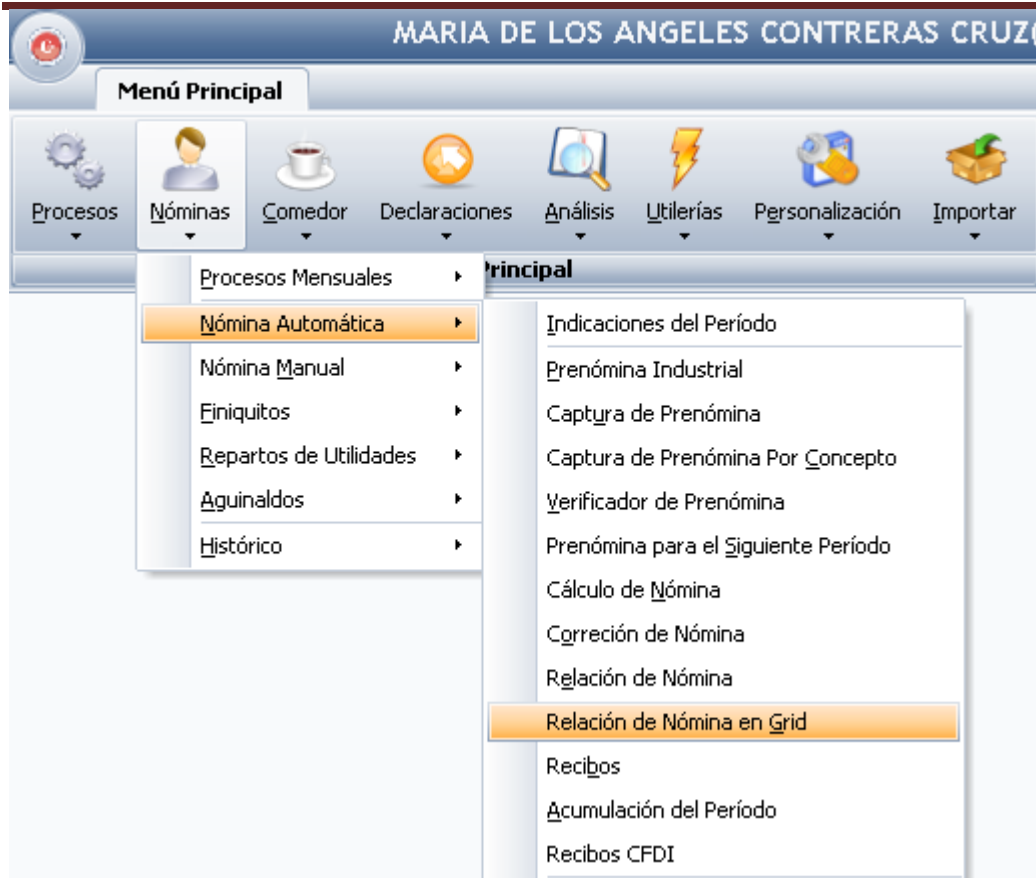 MARIA DE LOS ANGELES CONTRERAS CRUZ(
Menú Principal
Procesos
Nóminas
Comedor
Declaraciones
Análisis
Utilerías
Personalización
Importar
Principal
Procesos Mensuales
Nómina Automática
Nómina Manual
Finiquitos
Repartos de Utilidades
Aguinaldos
Histórico
Indicaciones del Período
Prenómina Industrial
Captura de Prenómina
Captura de Prenómina Por Concepto
Verificador de Prenómina
Prenómina para el Siguiente Período
Cálculo de Nómina
Correción de Nómina
Relación de Nómina
Relación de Nómina en Grid
Recibos
Acumulación del Período
Recibos CFDI